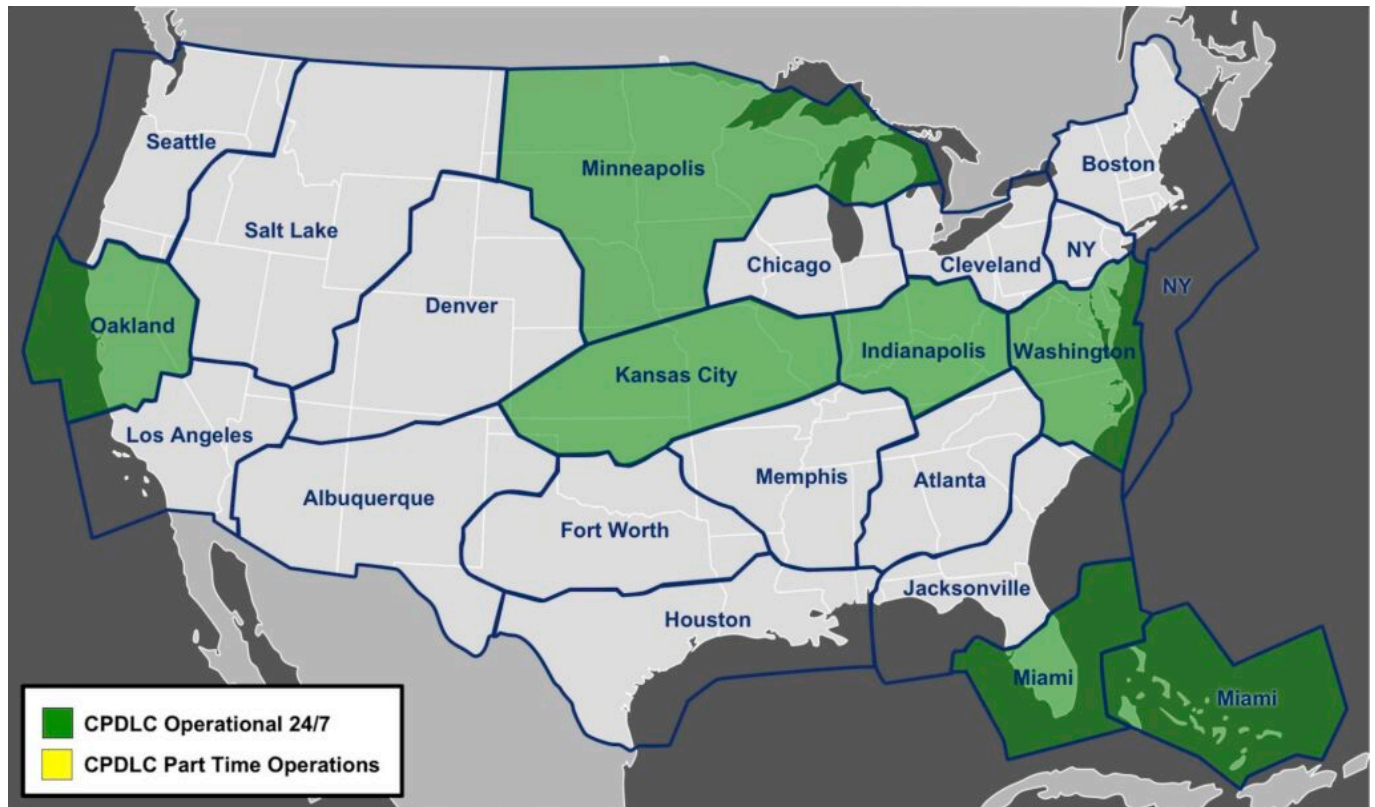 Seattle
Boston
Minneapolis
Salt Lake
NY
Chicago
Cleveland
NY
Denver
Oakland
Indianapolis
Washington
Kansas City
Los Angeles
Memphis
Atlanta
Albuquerque
Fort Worth
Jacksonville
Houston
Miami
Miami
CPDLC Operational 24/7
CPDLC Part Time Operations